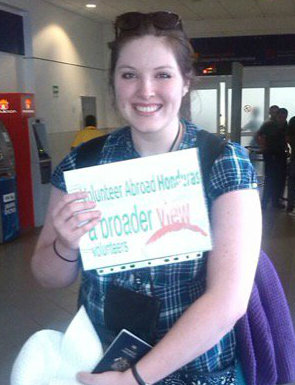 Volunteer Abroad Honduras
a broader view
volunteers